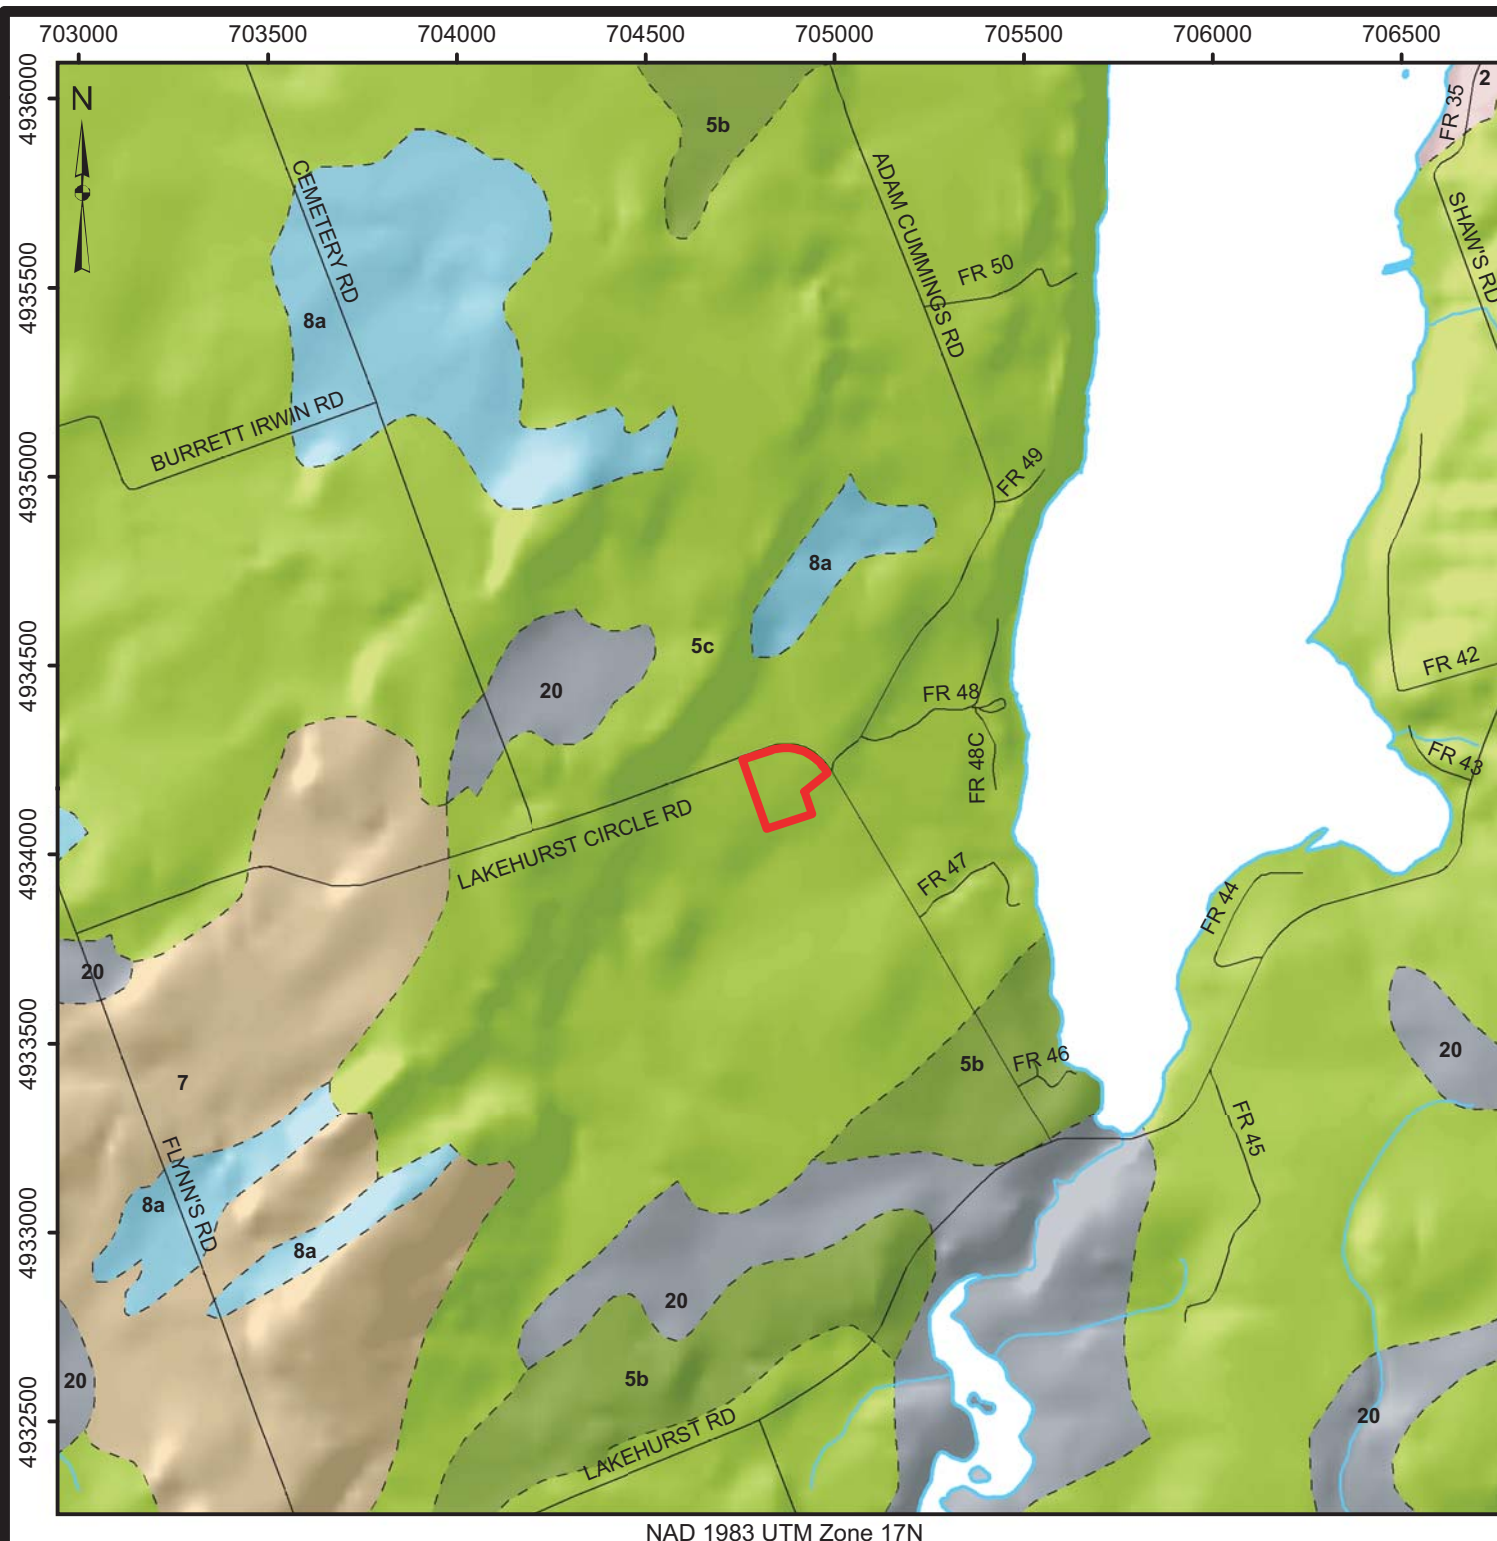 703000 703500 704000 704500 705000 705500 706000 706500
4936000
N
5b
2
FR 35
CEMETERY RD
ADAM CUMMINGS RD
SHAW'S RD
FR 50
4935500
8a
BURRETT IRWIN RD
4935000
FR 49
8a
4934500
5c
20
FR 48
FR 42
FR 48C
FR 43
4934000
LAKEHURST CIRCLE RD
FR 47
FR 44
20
4933500
5b
FR 46
20
7
FR 45
FLYNN'S RD
8a
8a
4933000
20
20
5b
20
4932500
LAKEHURST RD
NAD 1983 UTM Zone 17N